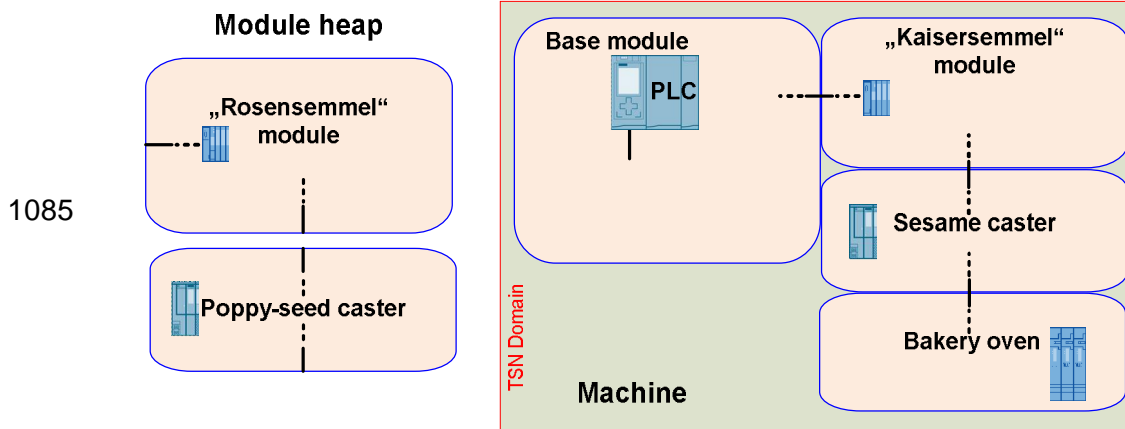 Module heap
„Rosensemmel“
module
1085
Poppy-seed caster
Base module
PLC
„Kaisersemmel“
module
Sesame caster
Bakery oven
TSN Domain
Machine